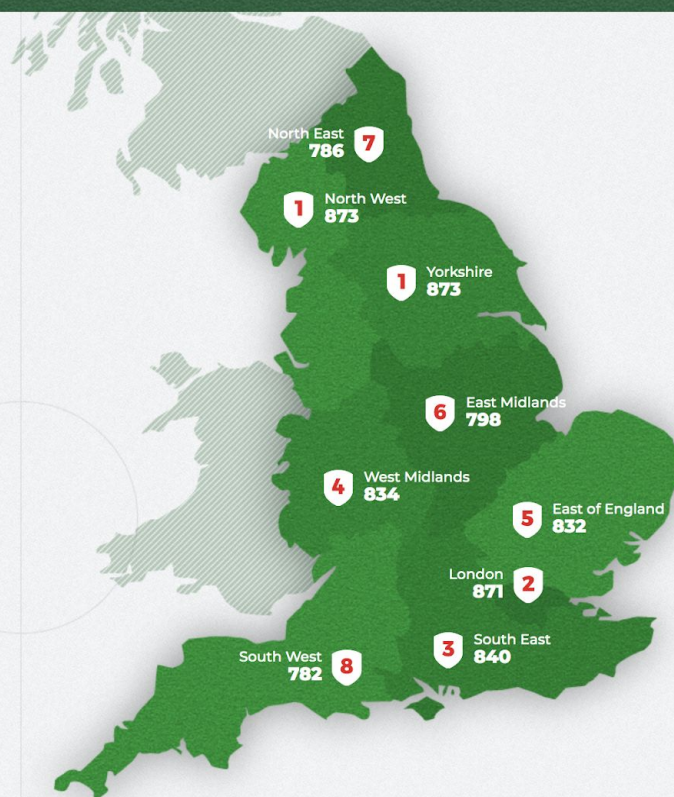 North East
786
7
1
North West
873
1
Yorkshire
873
6
East Midlands
798
4
West Midlands
834
5
East of England
832
London
871
2
3
South East
840
South West
782
8